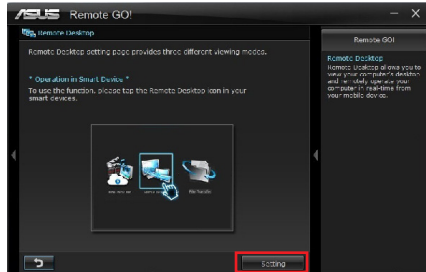 ASUS Remote GO!
Remote Desktop
Remote Desktop setting page provides three different viewing modes.
* Operation in Smart Device *
To use the function, please tap the Remote Desktop icon in your
smart devices.
File Transfer
Setting
Remote GO!
Remote Desktop
Remote Desktop allows you to
view your computer's desktop
and remotely operate your
computer in real-time from
your mobile device.